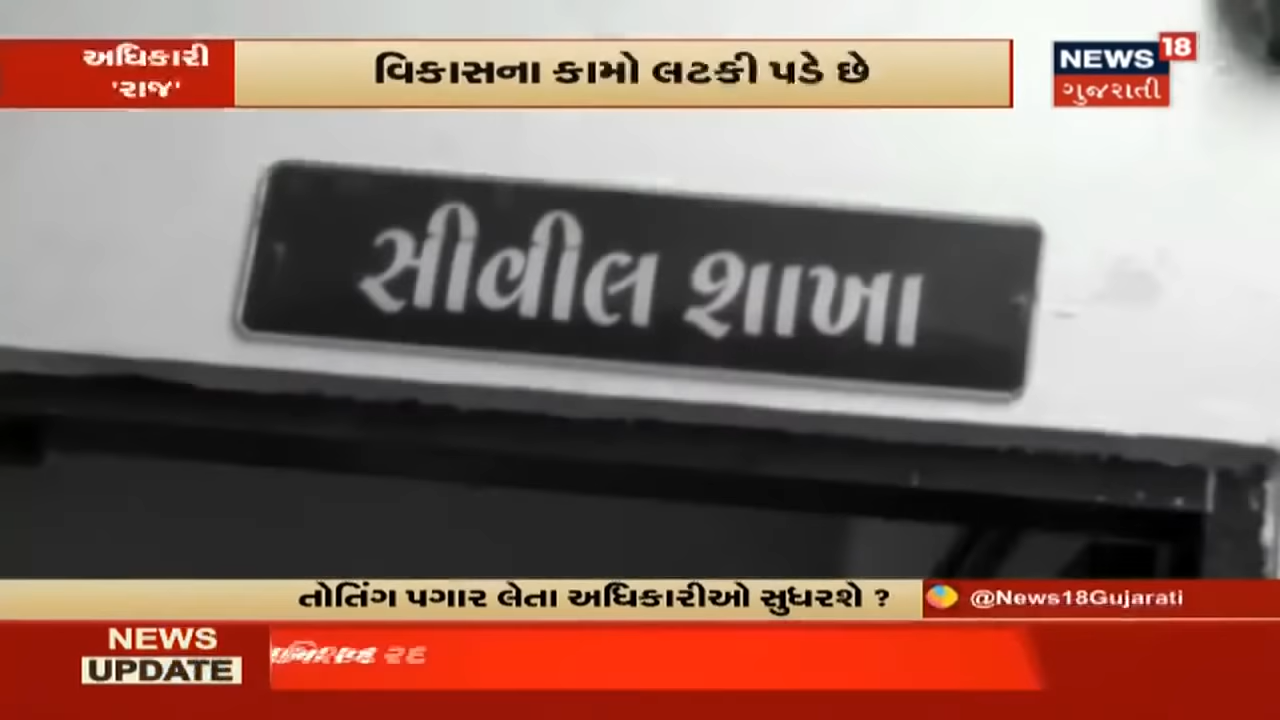 અધિકારી
'રાજ'
વિકાસના કામો લટકી પડે છે
NEWS 18
ગુજરાતી
સીવીલ શાખા
તોતિંગ પગાર લેતા અધિકારીઓ સુધરશે ?
@News18Gujarati
NEWS
UPDATE